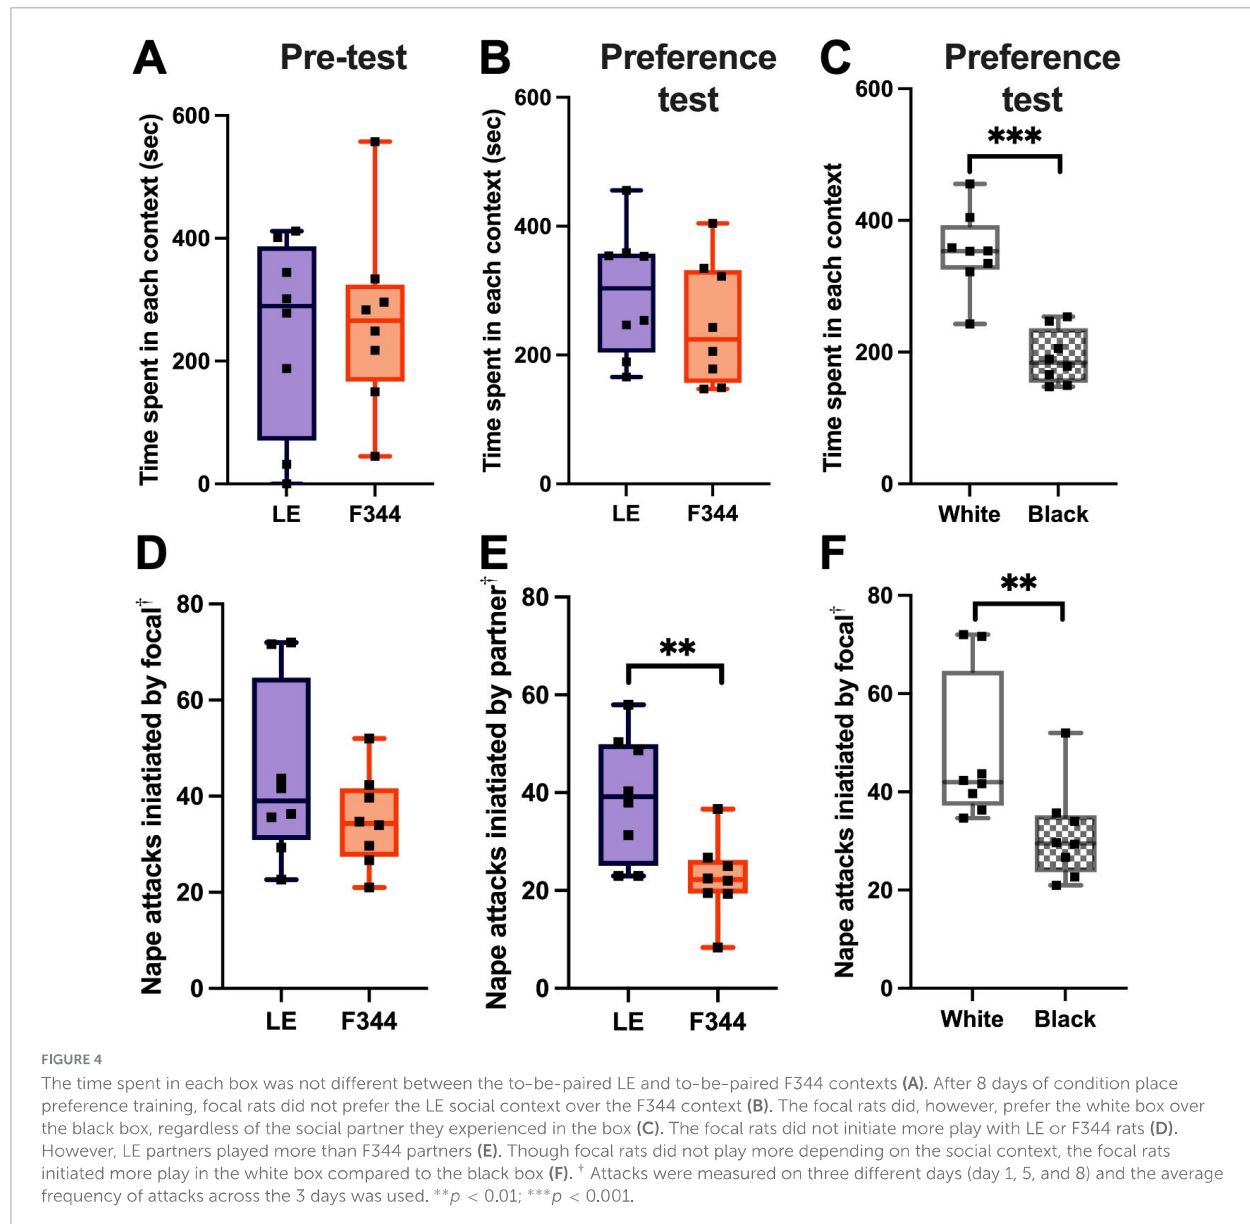 A
Pre-test
Time spent in each context (sec)
600
400
200
0
LE
F344
B
Preference
test
Time spent in each context (sec)
600
400
200
0
LE
F344
C
Preference
test
Time spent in each context
600
400
200
0
***
White
Black
D
Nape attacks iniatiated by focal†
80
60
40
20
0
LE
F344
E
Nape attacks iniatiated by partner†
80
60
40
20
0
**
LE
F344
F
Nape attacks iniatiated by focal†
80
60
40
20
0
**
White
Black
FIGURE 4
The time spent in each box was not different between the to-be-paired LE and to-be-paired F344 contexts (A). After 8 days of condition place
preference training, focal rats did not prefer the LE social context over the F344 context (B). The focal rats did, however, prefer the white box over
the black box, regardless of the social partner they experienced in the box (C). The focal rats did not initiate more play with LE or F344 rats (D).
However, LE partners played more than F344 partners (E). Though focal rats did not play more depending on the social context, the focal rats
initiated more play in the white box compared to the black box (F). † Attacks were measured on three different days (day 1, 5, and 8) and the average
frequency of attacks across the 3 days was used. **p < 0.01; ***p < 0.001.